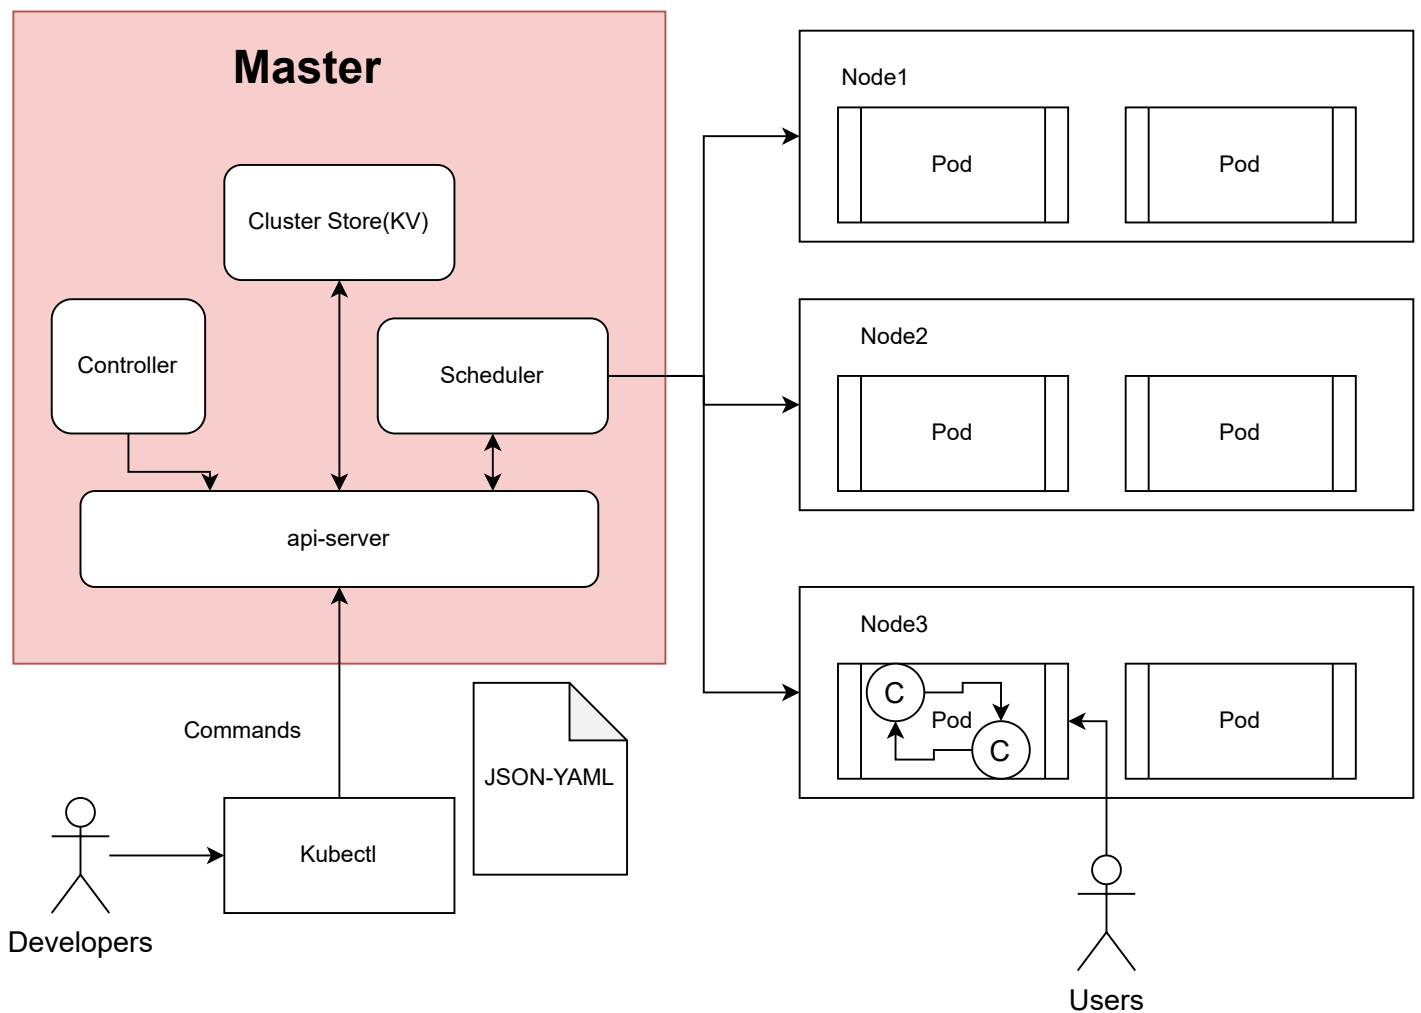 Master
Cluster Store(KV)
Controller
Scheduler
api-server
Commands
JSON-YAML
Kubectl
Developers
Node1
Pod
Pod
Node2
Pod
Pod
Node3
C
Pod
C
Pod
Users